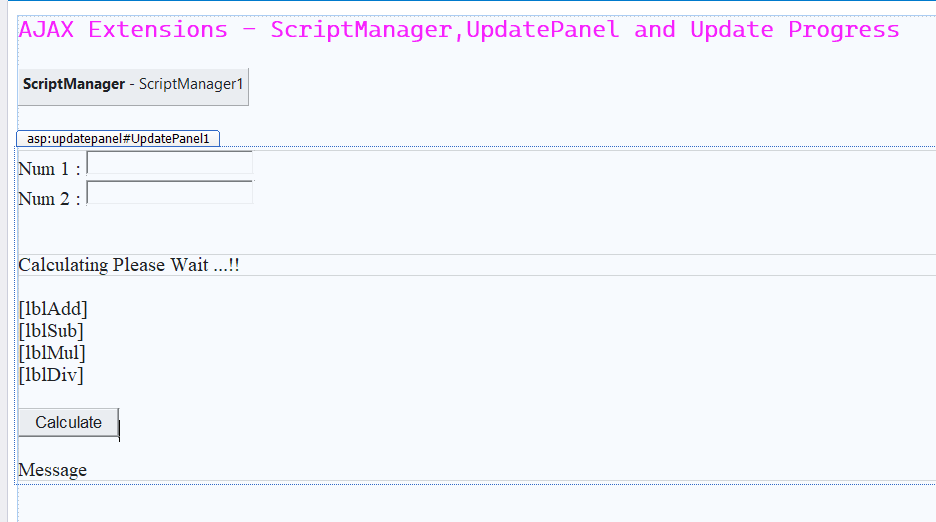 AJAX Extensions – ScriptManager,UpdatePanel and Update Progress
ScriptManager - ScriptManager1
asp:updatepanel#UpdatePanel1
Num 1 :
Num 2 :
Calculating Please Wait ...!!
[lblAdd]
[lblSub]
[lblMul]
[lblDiv]
Calculate
Message